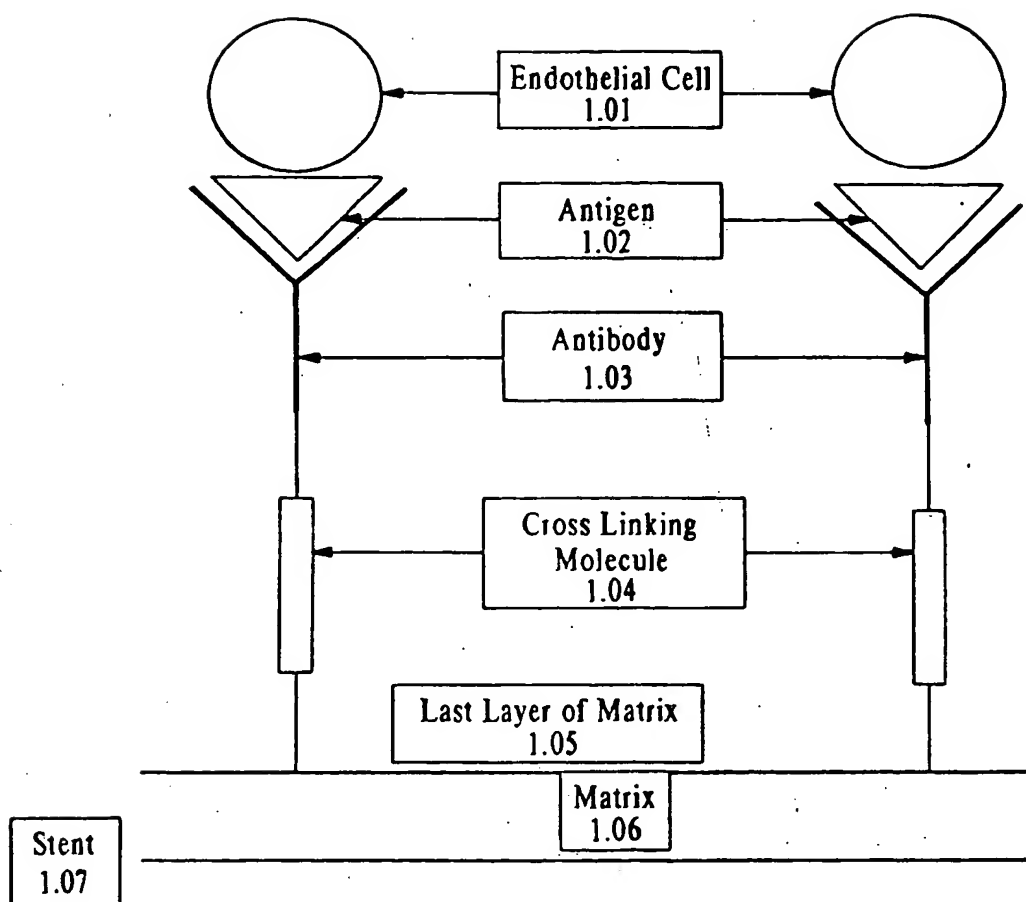 Endothelial Cell
1.01
Antigen
1.02
Antibody
1.03
Cross Linking
Molecule
1.04
Last Layer of Matrix
1.05
Matrix
1.06
Stent
1.07